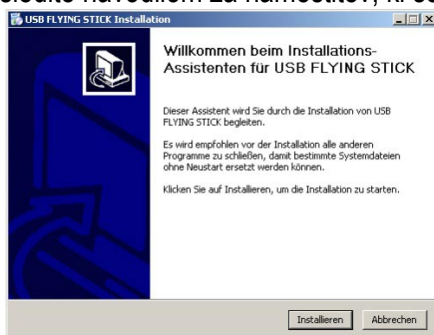 USB FLYING STICK Installation
Willkommen beim Installations-
Assistenten für USB FLYING STICK
Dieser Assistent wird Sie durch die Installation von USB
FLYING STICK begleiten.
Es wird empfohlen vor der Installation alle anderen
Programme zu schließen, damit bestimmte Systemdateien
ohne Neustart ersetzt werden können.
Klicken Sie auf Installieren, um die Installation zu starten.
Installieren Abbrechen